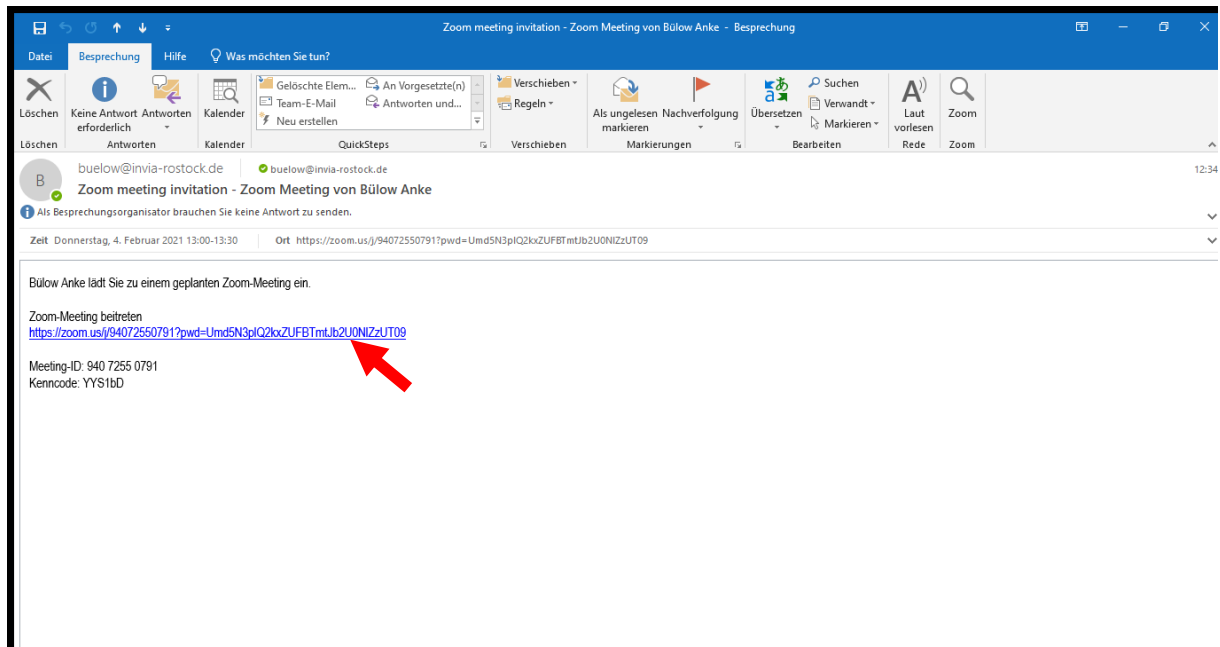 Zoom meeting invitation - Zoom Meeting von Bülow Anke - Besprechung
Datei Besprechung Hilfe Was möchten Sie tun?
Löschen
Keine Antwort erforderlich
Antworten
Kalender
Gelöschte Elem...
Team-E-Mail
Neu erstellen
An Vorgesetzte(n)
Antworten und...
Verschieben
Regeln
Als ungelesen markieren
Nachverfolgung
Übersetzen
Suchen
Verwandt
Markieren
Laut vorlesen
Zoom
Löschen Antworten Kalender QuickSteps Verschieben Markierungen Bearbeiten Rede Zoom
B
buelow@invia-rostock.de buelow@invia-rostock.de 12:34
Zoom meeting invitation - Zoom Meeting von Bülow Anke
Als Besprechungsorganisator brauchen Sie keine Antwort zu senden.
Zeit Donnerstag, 4. Februar 2021 13:00-13:30 Ort https://zoom.us/j/94072550791?pwd=Umd5N3plQ2kxZUFBTmtJb2U0NlZzUT09
Bülow Anke lädt Sie zu einem geplanten Zoom-Meeting ein.
Zoom-Meeting beitreten
https://zoom.us/j/94072550791?pwd=Umd5N3plQ2kxZUFBTmtJb2U0NlZzUT09
Meeting-ID: 940 7255 0791
Kenncode: YYS1bD